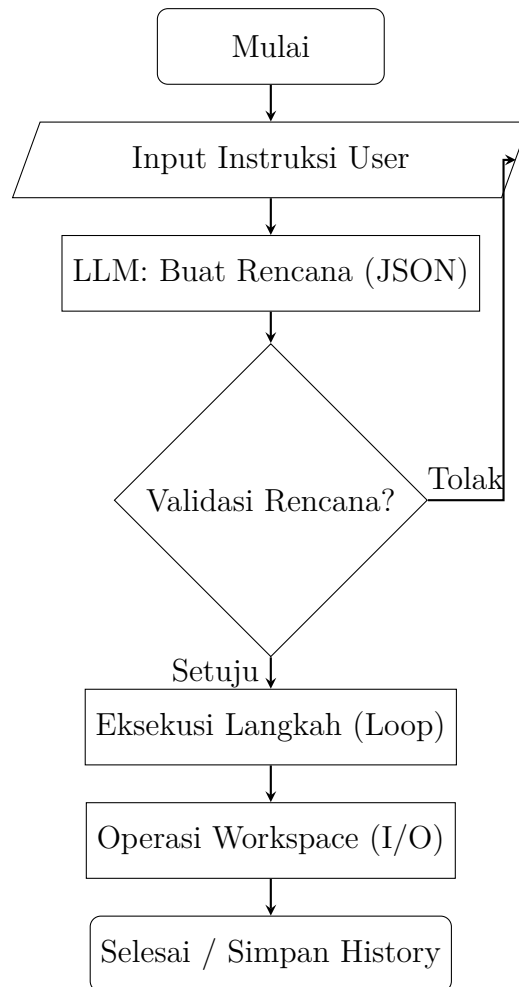 Mulai
Input Instruksi User
LLM: Buat Rencana (JSON)
Validasi Rencana?
Tolak
Setuju
Eksekusi Langkah (Loop)
Operasi Workspace (I/O)
Selesai / Simpan History